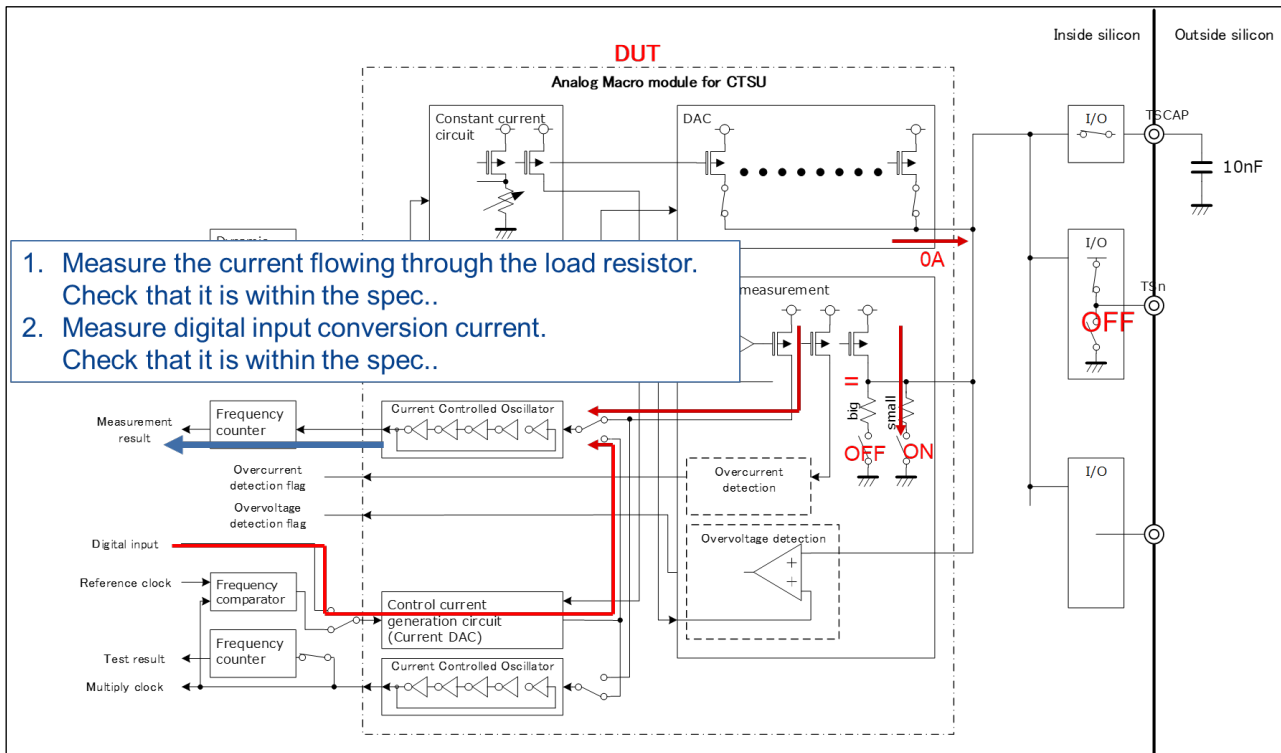 DUT
Inside silicon
Outside silicon
Analog Macro module for CTSU
Constant current
circuit
DAC
I/O
TSCAP
10nF
0A
1. Measure the current flowing through the load resistor.
Check that it is within the spec..
2. Measure digital input conversion current.
Check that it is within the spec..
measurement
I/O
TSn
OFF
=
big
small
OFF
ON
Measurement
result
Frequency
counter
Current Controlled Oscillator
Overcurrent
detection flag
Overcurrent
detection
I/O
Overvoltage
detection flag
Overvoltage detection
Digital input
Reference clock
Frequency
comparator
Control current
generation circuit
(Current DAC)
Test result
Frequency
counter
Current Controlled Oscillator
Multiply clock